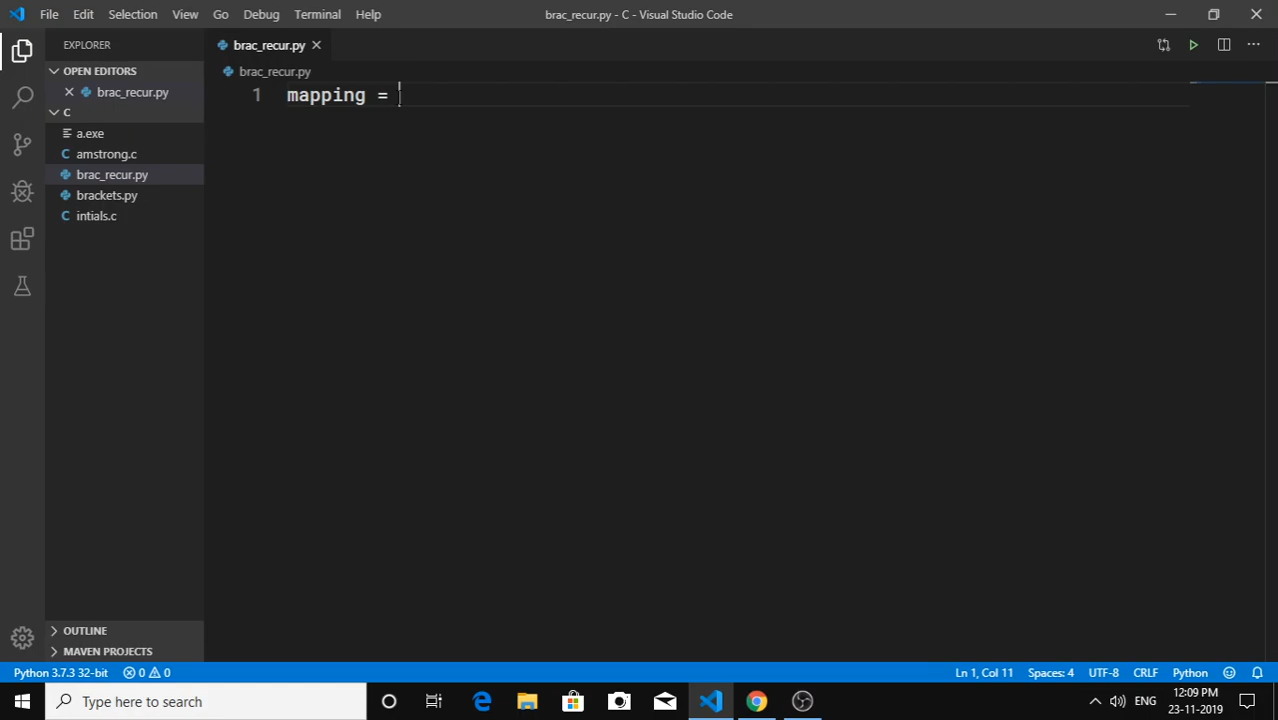 File Edit Selection View Go Debug Terminal Help brac_recur.py - C - Visual Studio Code
EXPLORER
OPEN EDITORS
brac_recur.py
C
a.exe
amstrong.c
brac_recur.py
brackets.py
intials.c
OUTLINE
MAVEN PROJECTS
brac_recur.py
brac_recur.py
1 mapping =
Python 3.7.3 32-bit 0 0 Ln 1, Col 11 Spaces: 4 UTF-8 CRLF Python
Type here to search
ENG
12:09 PM
23-11-2019